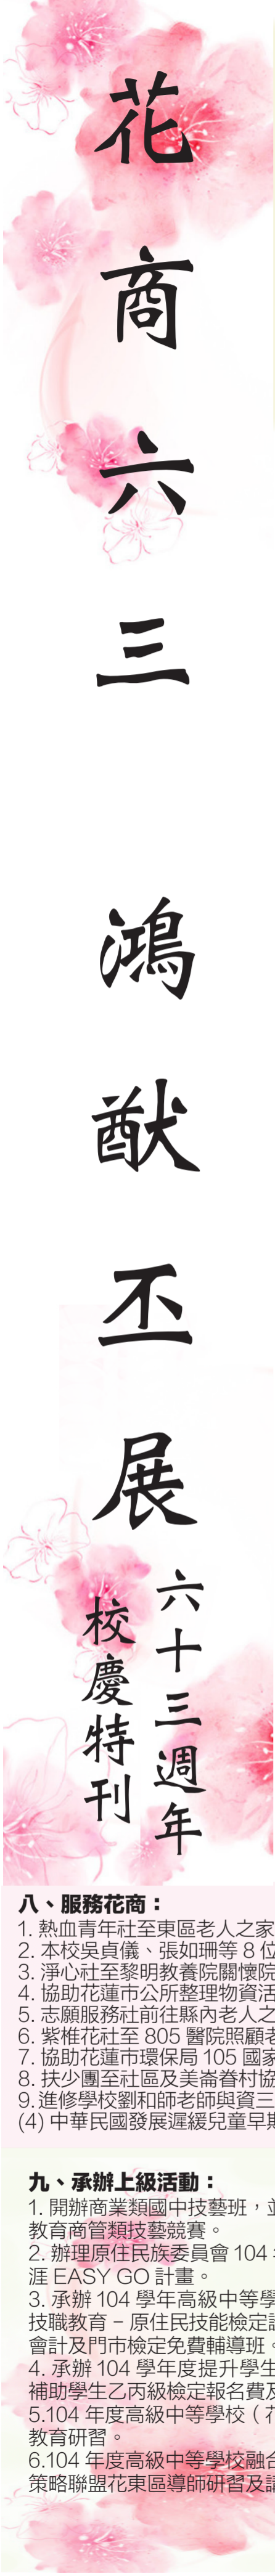 花商六三
鴻猷丕展
六十三週年
校慶特刊
八、服務花商：
1. 熱血青年社至東區老人之家
2. 本校吳貞儀、張如珊等 8 位
3. 淨心社至黎明教養院關懷院
4. 協助花蓮市公所整理物資活
5. 志願服務社前往縣內老人之
6. 紫椎花社至 805 醫院照顧老
7. 協助花蓮市環保局 105 國家
8. 扶少團至社區及美崙眷村協
9. 進修學校劉和師老師與資三
(4) 中華民國發展遲緩兒童早期
九、承辦上級活動：
1. 開辦商業類國中技藝班，並
教育商管類技藝競賽。
2. 辦理原住民族委員會 104
涯 EASY GO 計畫。
3. 承辦 104 學年高級中等學
技職教育 – 原住民技能檢定
會計及門市檢定免費輔導班。
4. 承辦 104 學年度提升學生
補助學生乙丙級檢定報名費及
5.104 年度高級中等學校（花
教育研習。
6.104 年度高級中等學校融合
策略聯盟花東區導師研習及